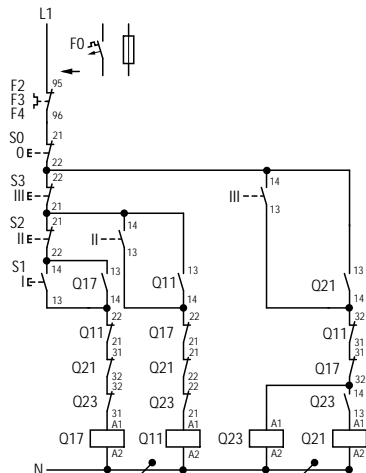 L1
F0
F2 95
F3
F4 96
S0 21
0 E 22
S3 22 14
III E III
21 13
S2 21 14
II E II
22 13
S1 14 Q17 13 Q11 13 Q21 13
I E
13 14 14 14
Q11 22 Q17 22 Q11 32
21 21 31
Q21 31 Q21 22 Q17 31
32 21 32
Q23 32 Q23 22 Q23 14
31 21 13
Q17 A1 Q11 A1 Q23 A1 Q21 A1
A2 A2 A2 A2
N